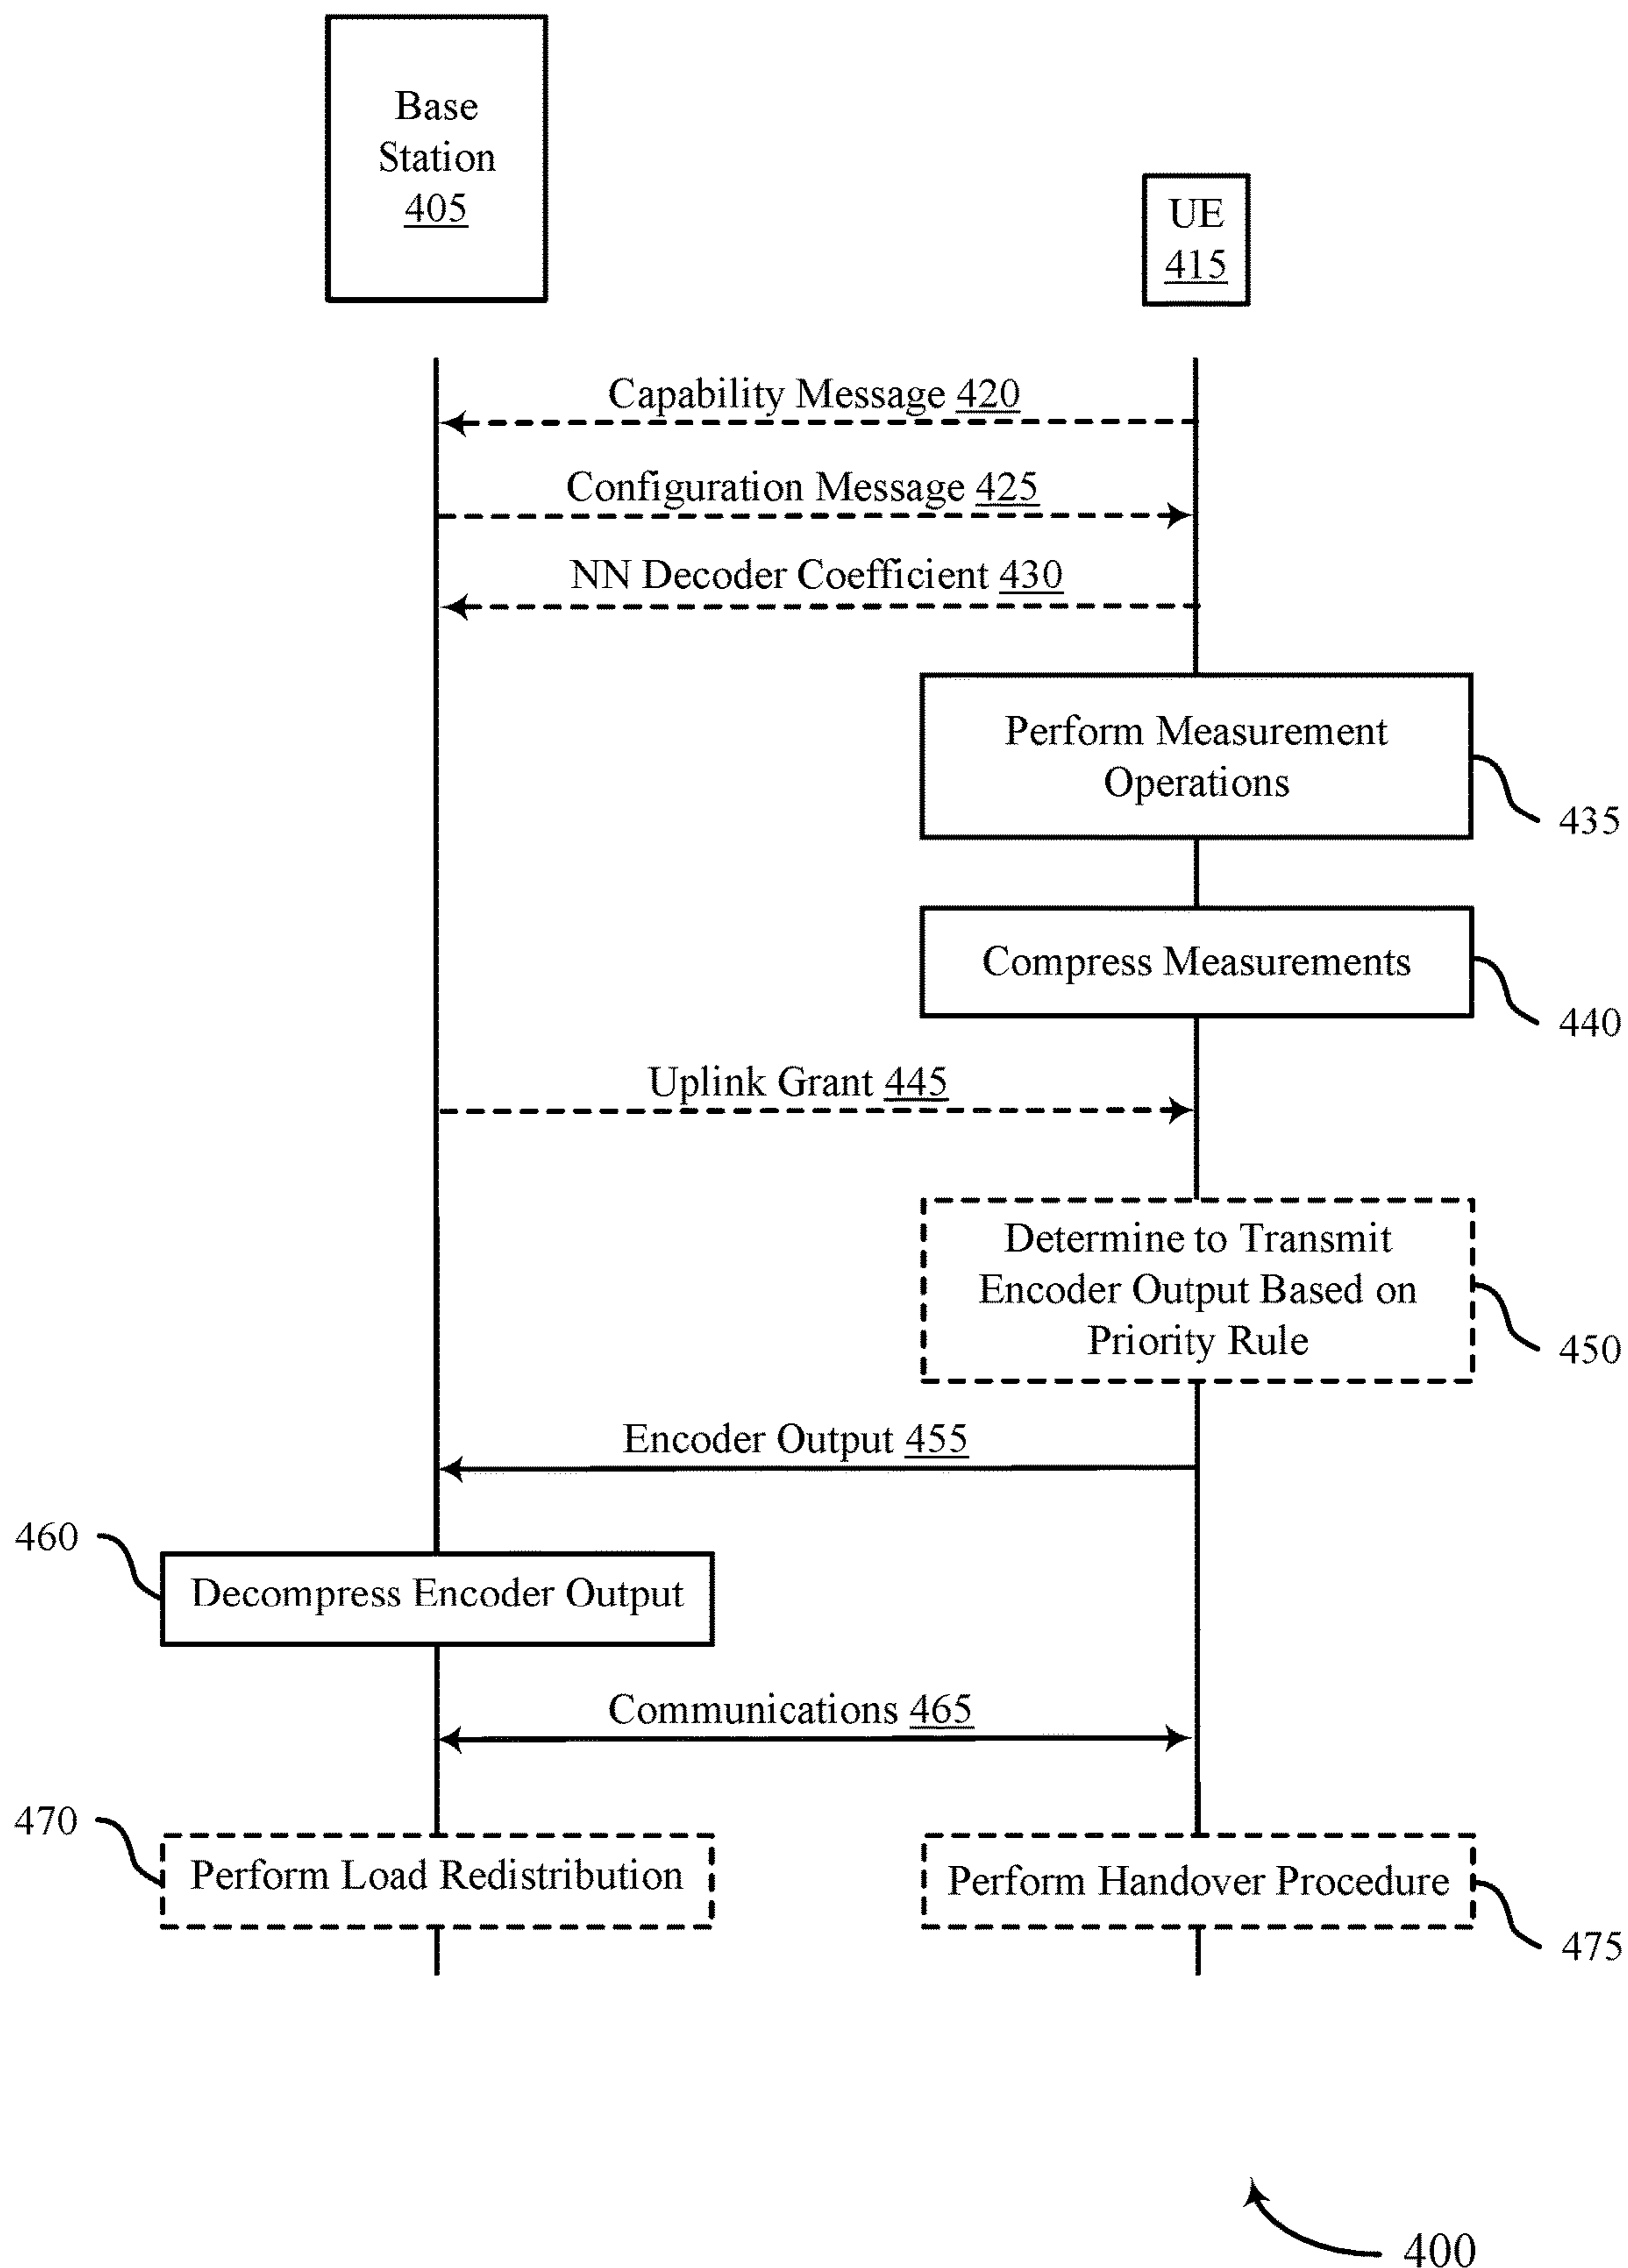 Base
Station
405
UE
415
Capability Message 420
Configuration Message 425
NN Decoder Coefficient 430
Perform Measurement
Operations
435
Compress Measurements
440
Uplink Grant 445
Determine to Transmit
Encoder Output Based on
Priority Rule
450
Encoder Output 455
460
Decompress Encoder Output
Communications 465
470
Perform Load Redistribution
Perform Handover Procedure
475
400